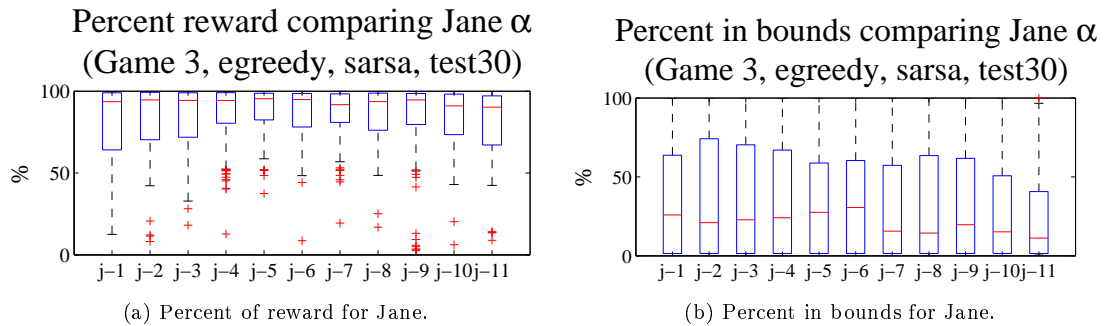 Percent reward comparing Jane α
(Game 3, egreedy, sarsa, test30)
100
50
0
%
j−1 j−2 j−3 j−4 j−5 j−6 j−7 j−8 j−9 j−10 j−11
(a) Percent of reward for Jane.
Percent in bounds comparing Jane α
(Game 3, egreedy, sarsa, test30)
100
50
0
%
j−1 j−2 j−3 j−4 j−5 j−6 j−7 j−8 j−9 j−10 j−11
(b) Percent in bounds for Jane.